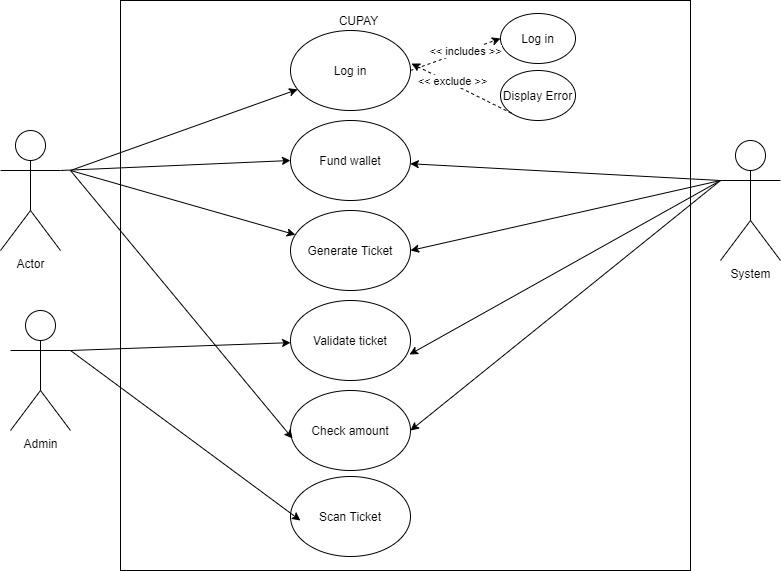 CUPAY
Log in
<< includes >>
Log in
<< exclude >>
Display Error
Fund wallet
Generate Ticket
Actor
System
Validate ticket
Check amount
Admin
Scan Ticket